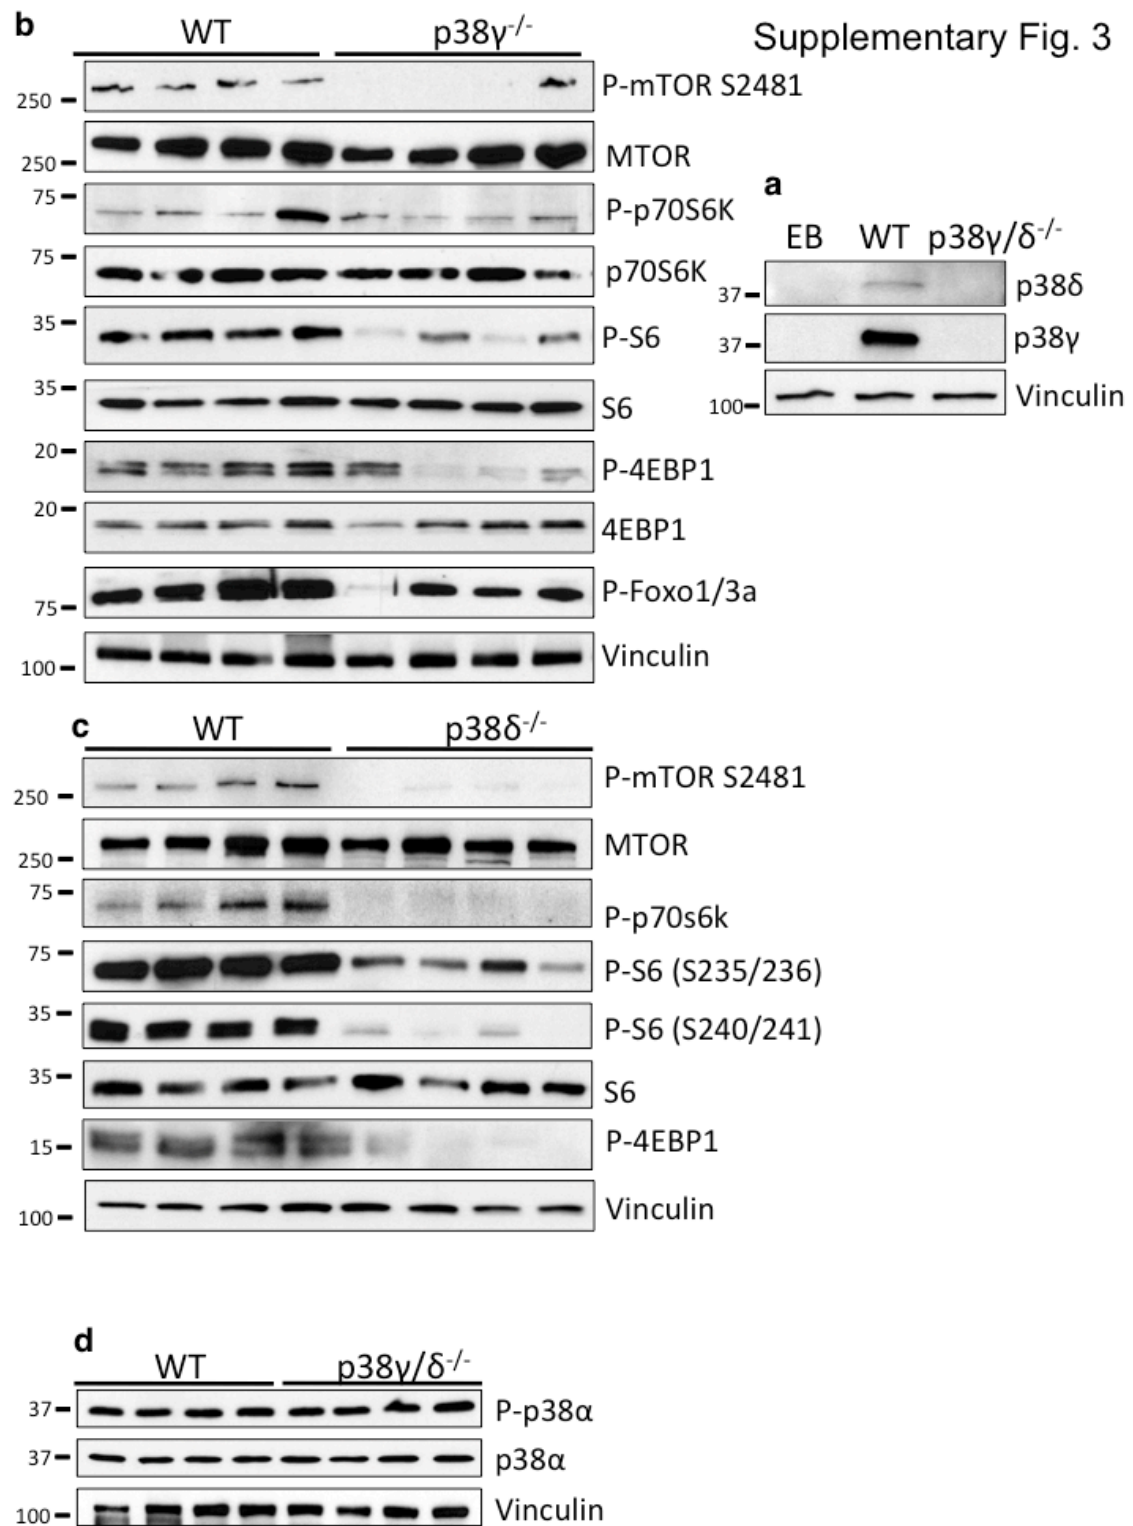 Supplementary Fig. 3
b
WT p38γ-/-
250 P-mTOR S2481
250 MTOR
75 P-p70S6K
75 p70S6K
35 P-S6
35 S6
20 P-4EBP1
20 4EBP1
75 P-Foxo1/3a
100 Vinculin
a
EB WT p38γ/δ-/-
37 p38δ
37 p38γ
100 Vinculin
c
WT p38δ-/-
250 P-mTOR S2481
250 MTOR
75 P-p70s6k
75 P-S6 (S235/236)
35 P-S6 (S240/241)
35 S6
15 P-4EBP1
100 Vinculin
d
WT p38γ/δ-/-
37 P-p38α
37 p38α
100 Vinculin